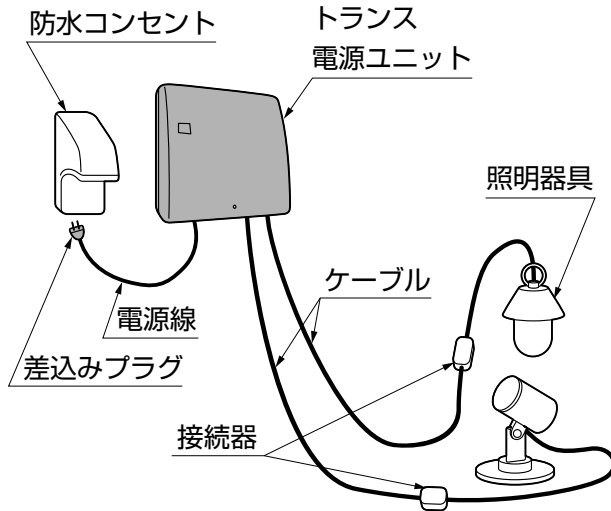 防水コンセント
トランス
電源ユニット
照明器具
ケーブル
電源線
差込みプラグ
接続器